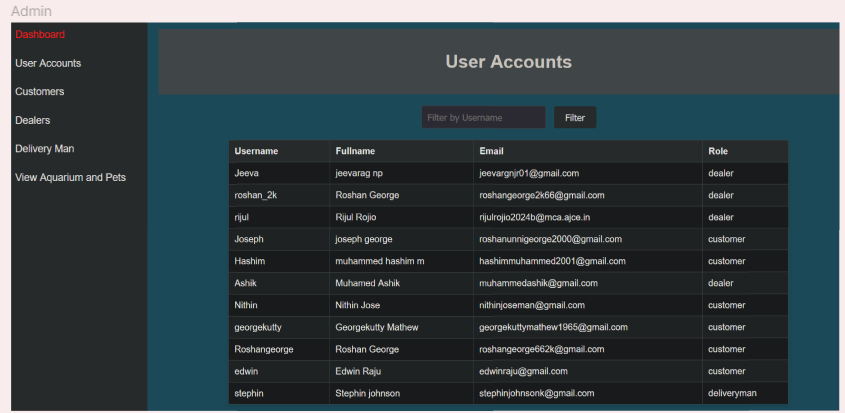 Admin
Dashboard
User Accounts
Customers
Dealers
Delivery Man
View Aquarium and Pets
User Accounts
Filter by Username Filter
Username Fullname Email Role
Jeeva jeevarag np jeevargnjr01@gmail.com dealer
roshan_2k Roshan George roshangeorge2k66@gmail.com dealer
rijul Rijul Rojio rijulrojio2024b@mca.ajce.in dealer
Joseph joseph george roshanunnigeorge2000@gmail.com customer
Hashim muhammed hashim m hashimmuhammed2001@gmail.com customer
Ashik Muhamed Ashik muhammedashik@gmail.com dealer
Nithin Nithin Jose nithinjoseman@gmail.com customer
georgekutty Georgekutty Mathew georgekuttymathew1965@gmail.com customer
Roshangeorge Roshan George roshangeorge662k@gmail.com customer
edwin Edwin Raju edwinraju@gmail.com customer
stephin Stephin johnson stephinjohnsonk@gmail.com deliveryman